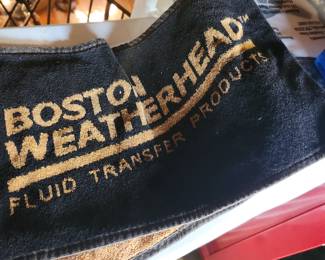 BOSTON
WEATHERHEAD™
FLUID TRANSFER PRODUCTS